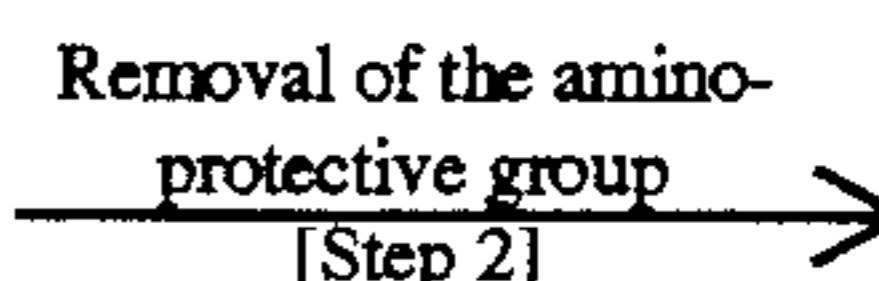 Removal of the amino-
protective group
[Step 2]